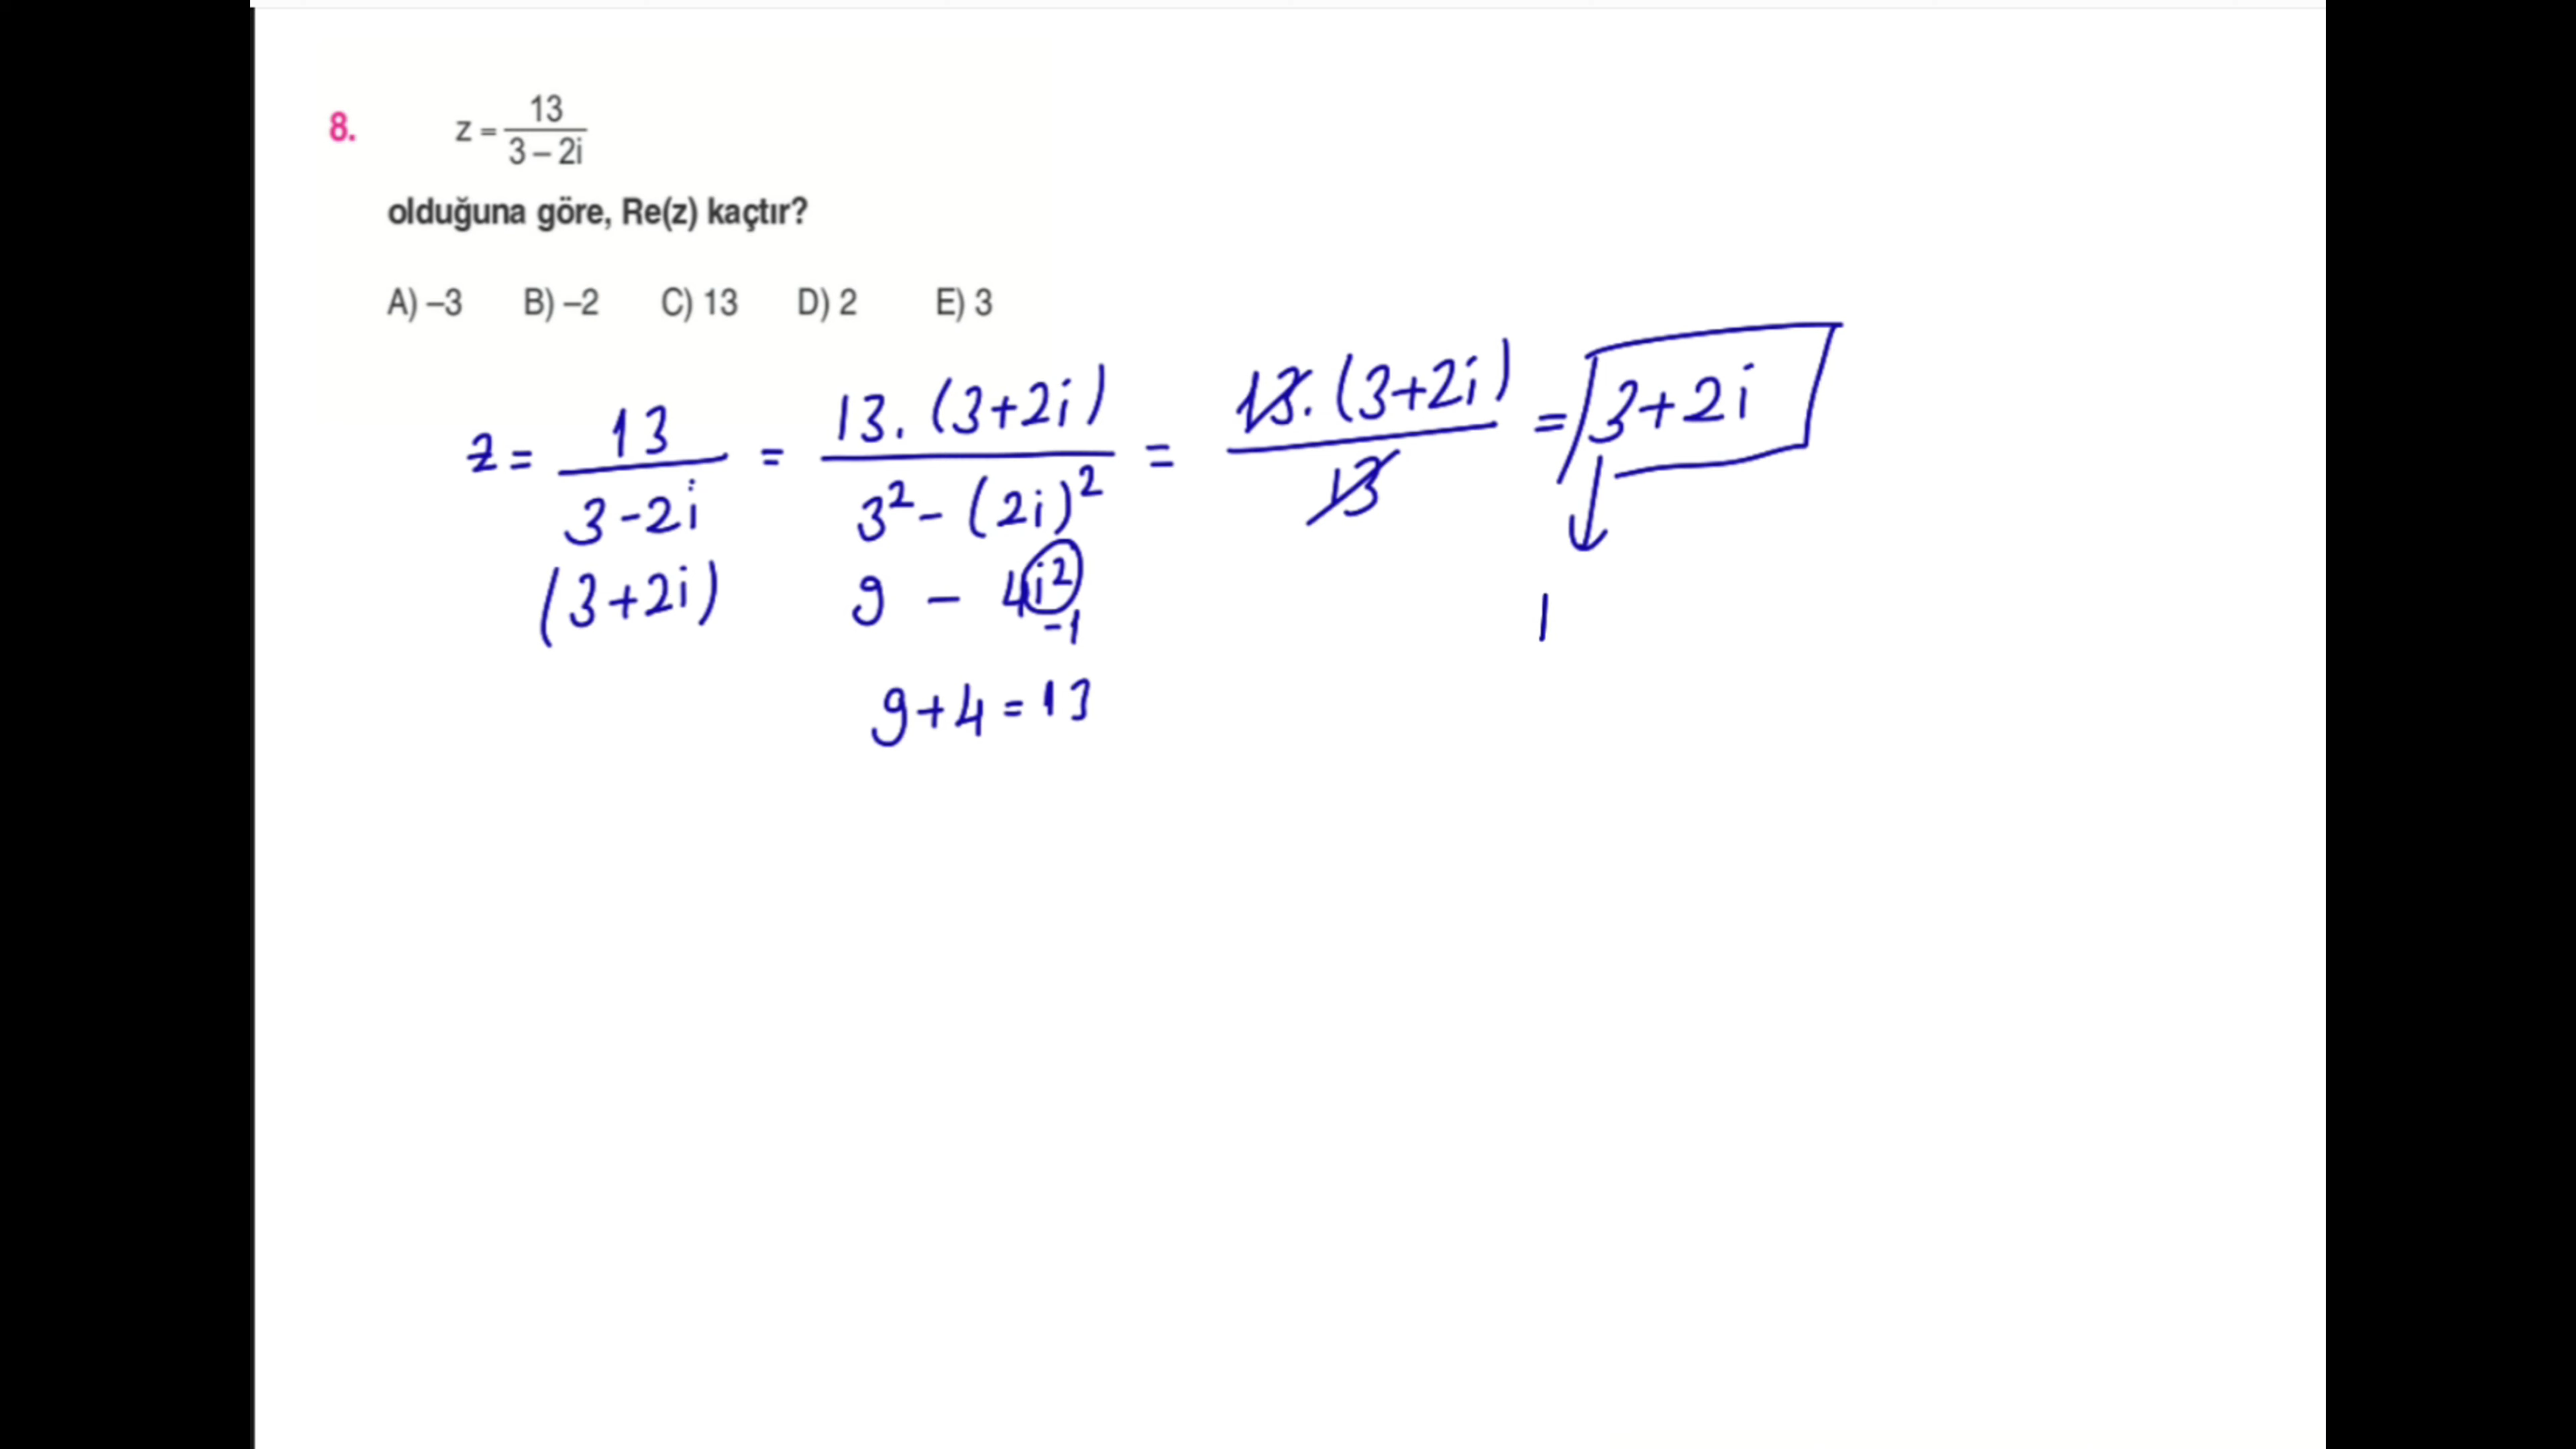 8. z = 13 / (3 – 2i)
olduğuna göre, Re(z) kaçtır?
A) –3 B) –2 C) 13 D) 2 E) 3
z = 13 / (3 - 2i) = 13. (3+2i) / (3² - (2i)²) = 13. (3+2i) / 13 = 3+2i
(3+2i) 9 - 4i²
-1
9+4 = 13